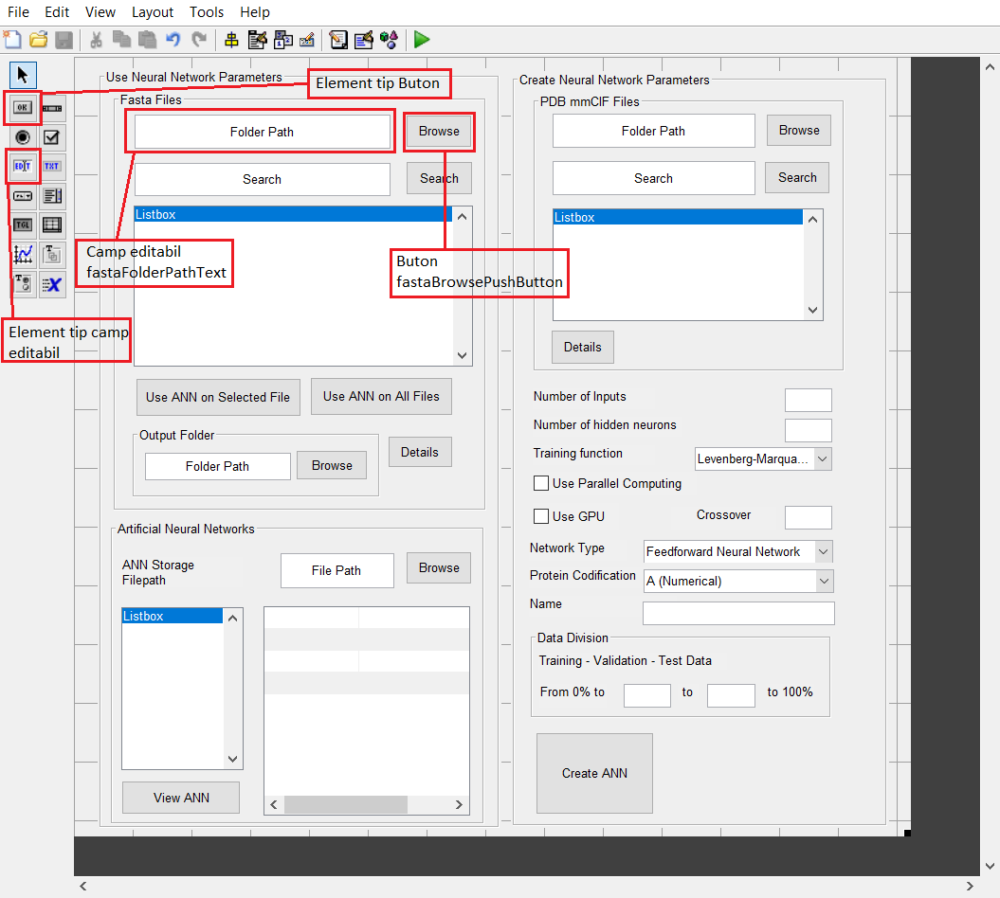 File Edit View Layout Tools Help
Use Neural Network Parameters
Element tip Buton
Fasta Files
Folder Path
Browse
Search
Search
Listbox
Camp editabil
fastaFolderPathText
Buton
fastaBrowsePushButton
Element tip camp
editabil
OK
EDIT
TXT
TGL
T
T
X
Use ANN on Selected File
Use ANN on All Files
Output Folder
Folder Path
Browse
Details
Artificial Neural Networks
ANN Storage
Filepath
File Path
Browse
Listbox
View ANN
Create Neural Network Parameters
PDB mmCIF Files
Folder Path
Browse
Search
Search
Listbox
Details
Number of Inputs
Number of hidden neurons
Training function
Levenberg-Marqua...
Use Parallel Computing
Use GPU
Crossover
Network Type
Feedforward Neural Network
Protein Codification
A (Numerical)
Name
Data Division
Training - Validation - Test Data
From 0% to
to
to 100%
Create ANN